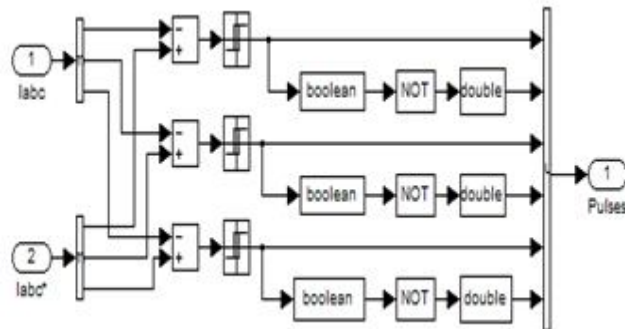 −
+
1
Iabc
boolean NOT double
−
+
1
Pulses
boolean NOT double
−
+
2
Iabc*
boolean NOT double